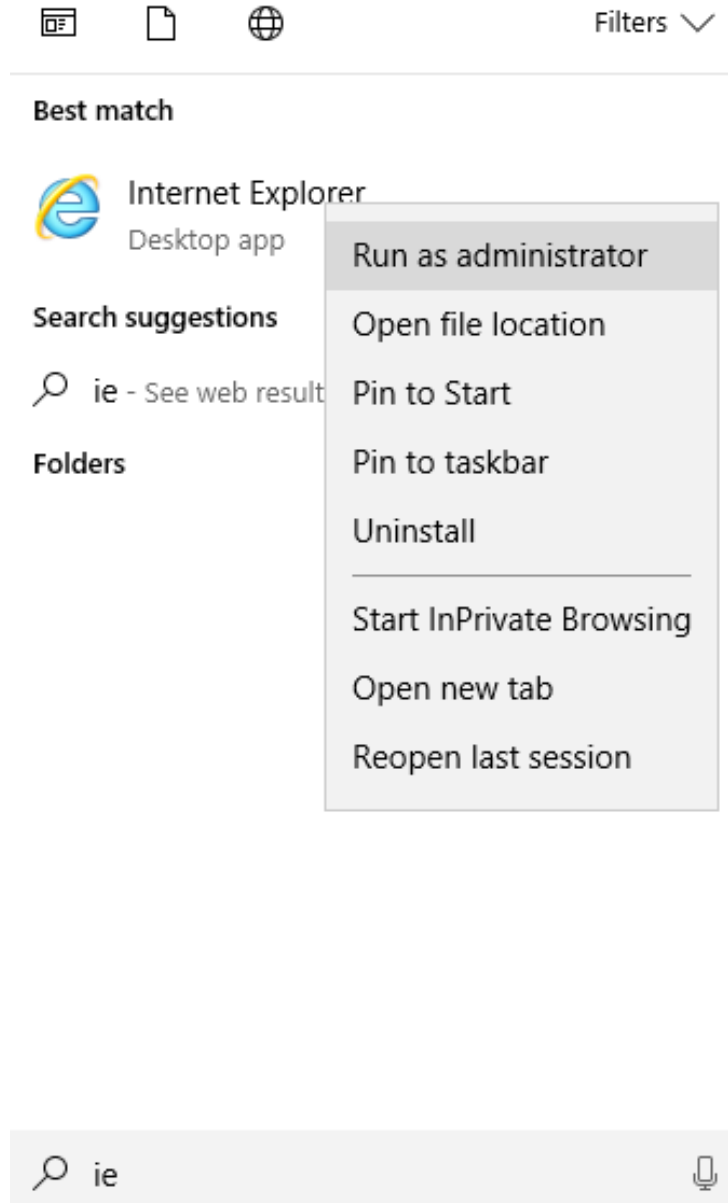 Filters
Best match
Internet Explorer
Desktop app
Run as administrator
Search suggestions
Open file location
ie - See web result
Pin to Start
Folders
Pin to taskbar
Uninstall
Start InPrivate Browsing
Open new tab
Reopen last session
ie